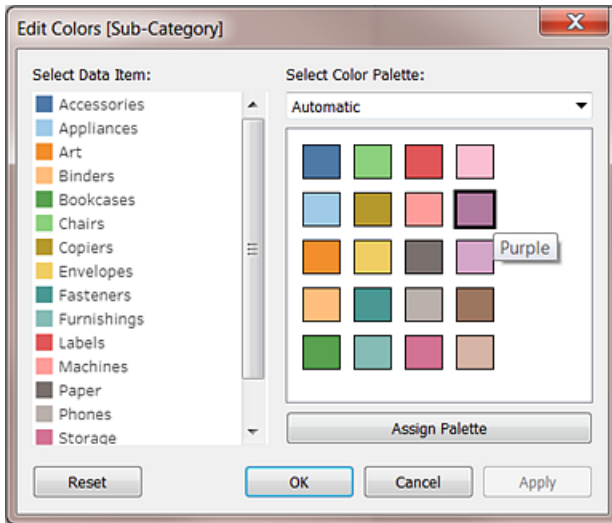 Edit Colors [Sub-Category]
Select Data Item:
Accessories
Appliances
Art
Binders
Bookcases
Chairs
Copiers
Envelopes
Fasteners
Furnishings
Labels
Machines
Paper
Phones
Storage
Select Color Palette:
Automatic
Purple
Assign Palette
Reset
OK
Cancel
Apply